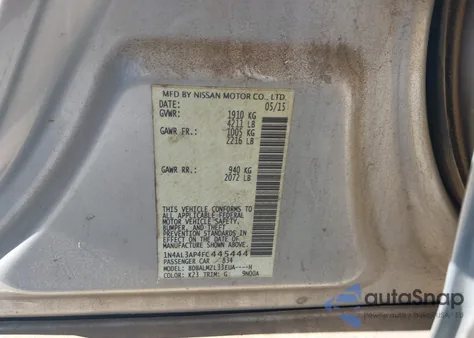 MFD BY NISSAN MOTOR CO., LTD.
DATE: 05/15
GVWR: 1910 KG
4211 LB
GAWR FR.: 1005 KG
2216 LB
GAWR RR.: 940 KG
2072 LB
THIS VEHICLE CONFORMS TO
ALL APPLICABLE FEDERAL
MOTOR VEHICLE SAFETY,
BUMPER, AND THEFT
PREVENTION STANDARDS IN
EFFECT ON THE DATE OF
MANUFACTURE SHOWN ABOVE.
1N4AL3AP4FC445444
PASSENGER CAR 834
COLOR: K23 TRIM: G
autoSnap